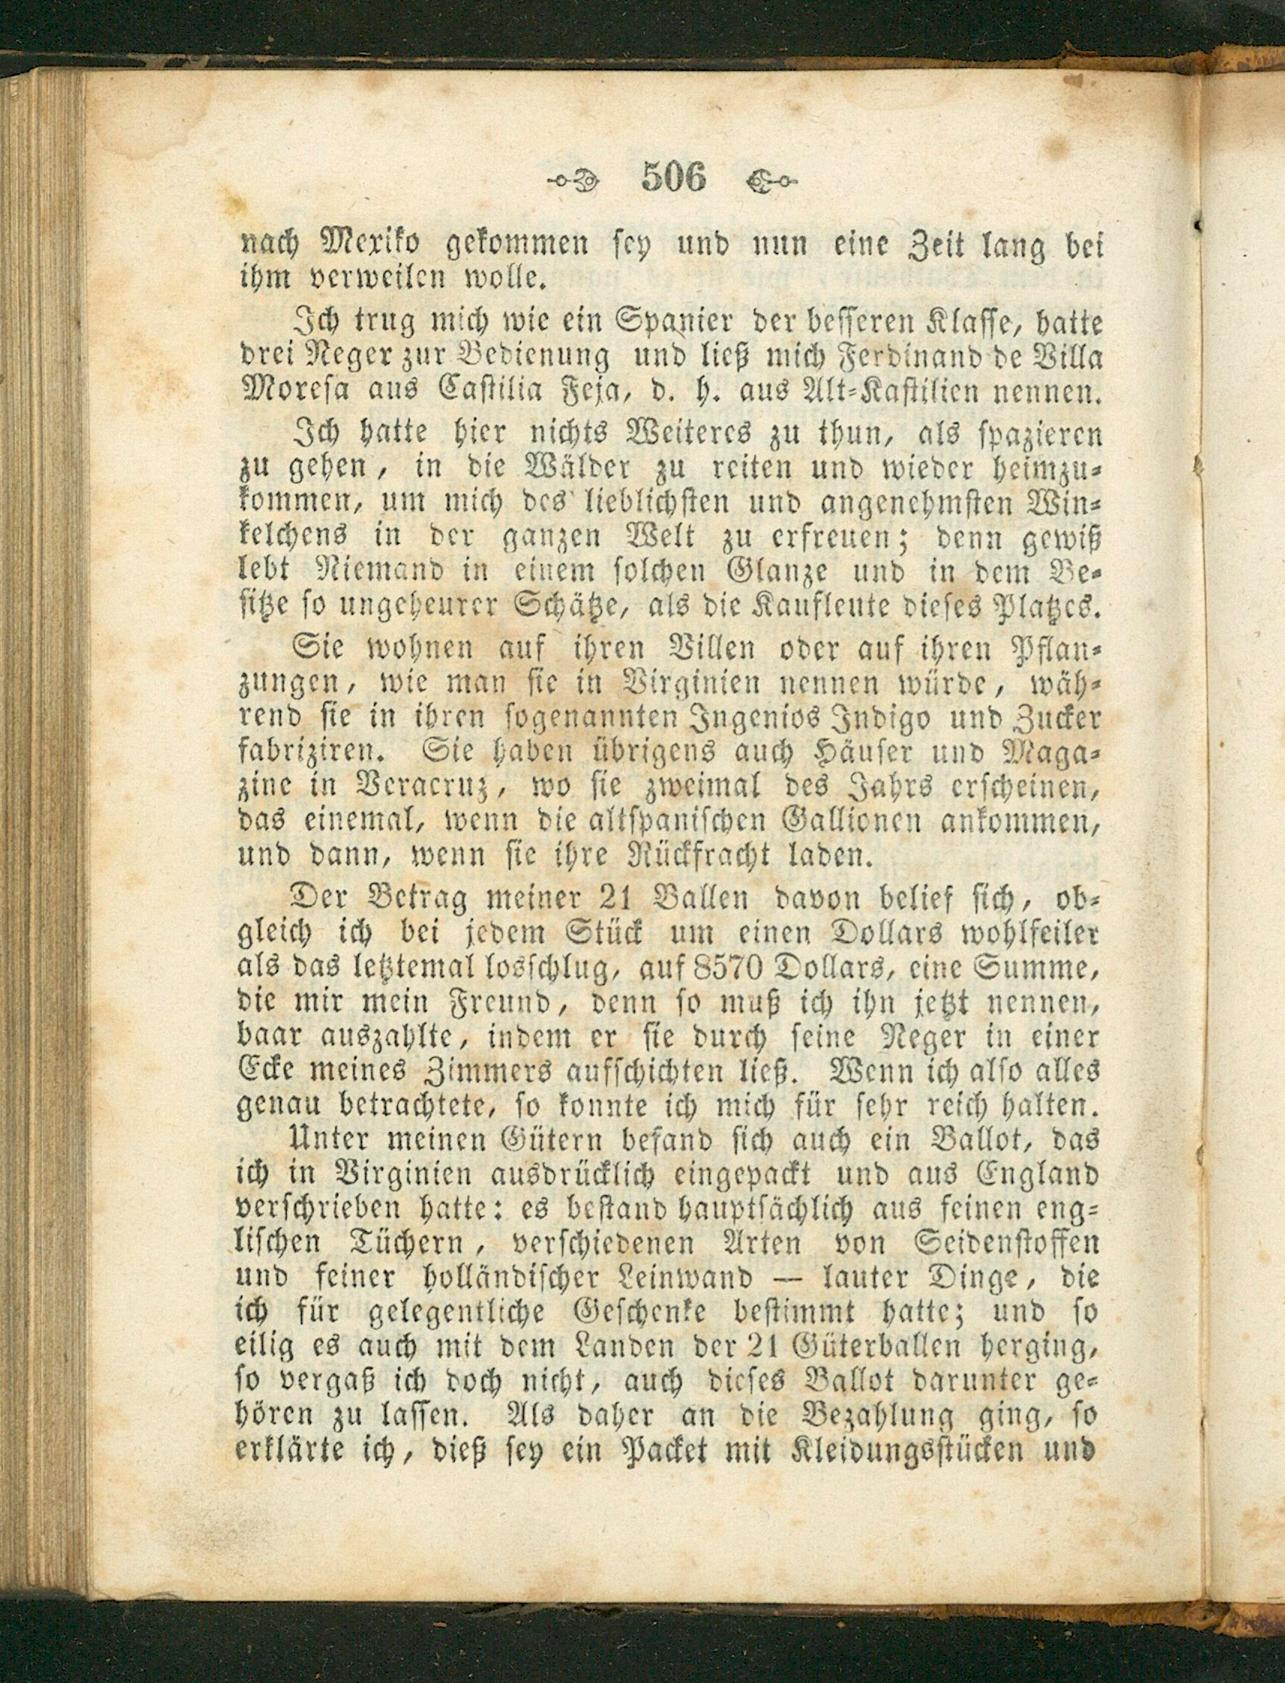 506
nach Mexiko gekommen sey und nun eine Zeit lang bei
ihm verweilen wolle.
Ich trug mich wie ein Spanier der besseren Klasse, hatte
drei Neger zur Bedienung und ließ mich Ferdinand de Villa
Moresa aus Castilia Feja, d. h. aus Alt-Kastilien nennen.
Ich hatte hier nichts Weiteres zu thun, als spazieren
zu gehen, in die Wälder zu reiten und wieder heimzu-
kommen, um mich des lieblichsten und angenehmsten Win-
kelchens in der ganzen Welt zu erfreuen; denn gewiß
lebt Niemand in einem solchen Glanze und in dem Be-
sitze so ungeheurer Schätze, als die Kaufleute dieses Platzes.
Sie wohnen auf ihren Villen oder auf ihren Pflan-
zungen, wie man sie in Virginien nennen würde, wäh-
rend sie in ihren sogenannten Ingenios Indigo und Zucker
fabriziren. Sie haben übrigens auch Häuser und Maga-
zine in Veracruz, wo sie zweimal des Jahrs erscheinen,
das einemal, wenn die altspanischen Gallionen ankommen,
und dann, wenn sie ihre Rückfracht laden.
Der Betrag meiner 21 Ballen davon belief sich, ob-
gleich ich bei jedem Stück um einen Dollars wohlfeiler
als das letztemal losschlug, auf 8570 Dollars, eine Summe,
die mir mein Freund, denn so muß ich ihn jetzt nennen,
baar auszahlte, indem er sie durch seine Neger in einer
Ecke meines Zimmers aufschichten ließ. Wenn ich also alles
genau betrachtete, so konnte ich mich für sehr reich halten.
Unter meinen Gütern befand sich auch ein Ballot, das
ich in Virginien ausdrücklich eingepackt und aus England
verschrieben hatte: es bestand hauptsächlich aus feinen eng-
lischen Tüchern, verschiedenen Arten von Seidenstoffen
und feiner holländischer Leinwand — lauter Dinge, die
ich für gelegentliche Geschenke bestimmt hatte; und so
eilig es auch mit dem Landen der 21 Güterballen herging,
so vergaß ich doch nicht, auch dieses Ballot darunter ge-
hören zu lassen. Als daher an die Bezahlung ging, so
erklärte ich, dieß sey ein Packet mit Kleidungsstücken und